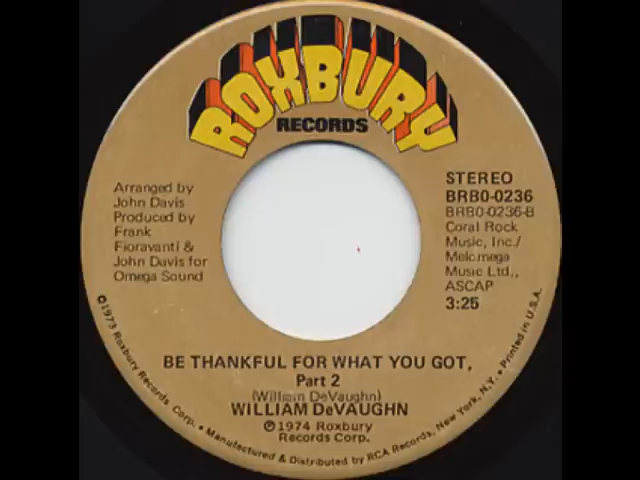 ROXBURY
RECORDS
Arranged by
John Davis
Produced by
Frank
Fioravanti &
John Davis for
Omega Sound
STEREO
BRBO-0236
BRBO-0236-B
Coral Rock
Music, Inc./
Melomega
Music Ltd.,
ASCAP
3:25
BE THANKFUL FOR WHAT YOU GOT,
Part 2
(William DeVaughn)
WILLIAM DeVAUGHN
℗1974 Roxbury
Records Corp.
©1973 Roxbury Records Corp. • Manufactured & Distributed by RCA Records, New York, N.Y. • Printed in U.S.A.